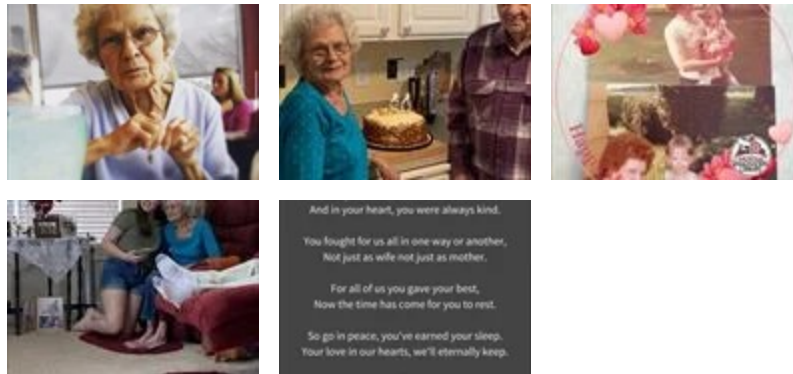 Happ
And in your heart, you were always kind.
You fought for us all in one way or another,
Not just as wife not just as mother.
For all of us you gave your best,
Now the time has come for you to rest.
So go in peace, you've earned your sleep.
Your love in our hearts, we'll eternally keep.